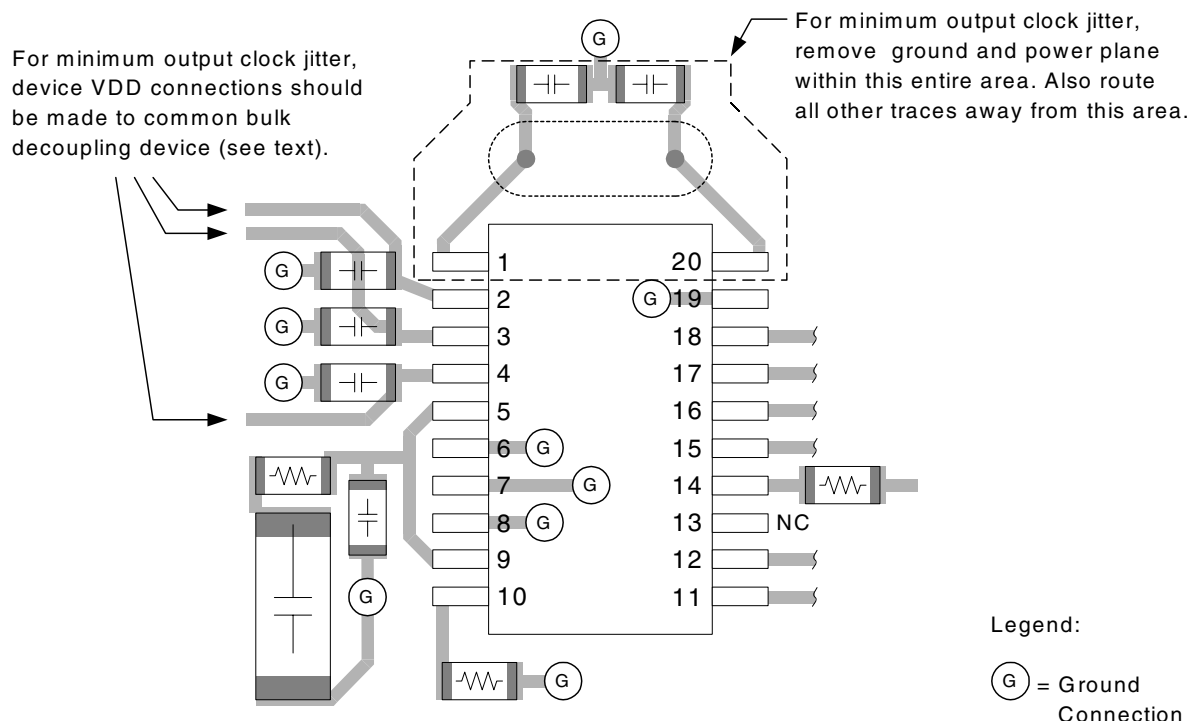 For minimum output clock jitter,
device VDD connections should
be made to common bulk
decoupling device (see text).
G
For minimum output clock jitter,
remove ground and power plane
within this entire area. Also route
all other traces away from this area.
G
1
20
2
G
19
G
3
18
G
4
17
5
16
6
G
15
7
G
14
8
G
13
NC
9
12
G
10
11
G
Legend:
G = Ground
Connection